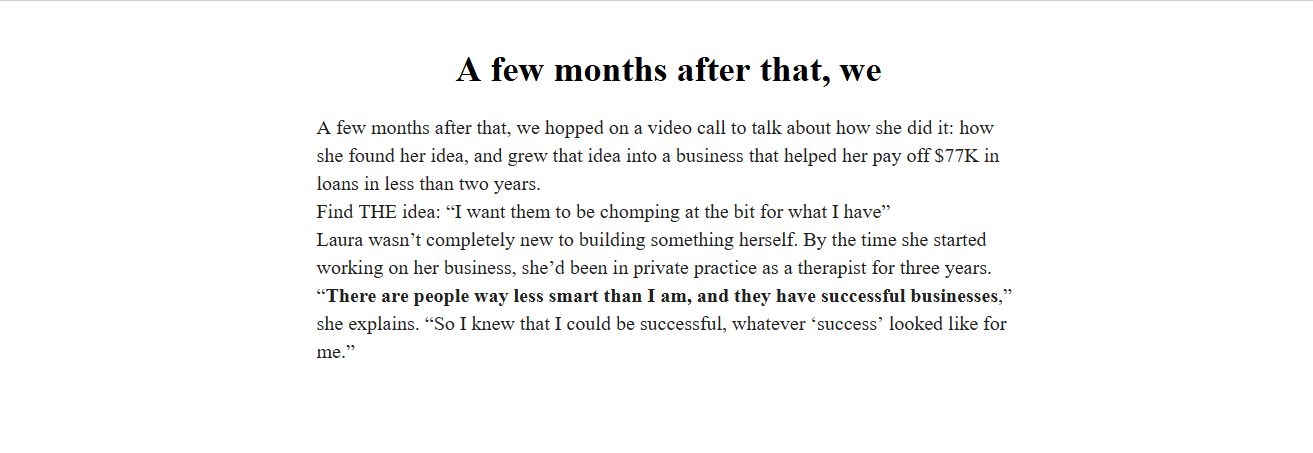 A few months after that, we
A few months after that, we hopped on a video call to talk about how she did it: how
she found her idea, and grew that idea into a business that helped her pay off $77K in
loans in less than two years.
Find THE idea: “I want them to be chomping at the bit for what I have”
Laura wasn’t completely new to building something herself. By the time she started
working on her business, she’d been in private practice as a therapist for three years.
“There are people way less smart than I am, and they have successful businesses,”
she explains. “So I knew that I could be successful, whatever ‘success’ looked like for
me.”